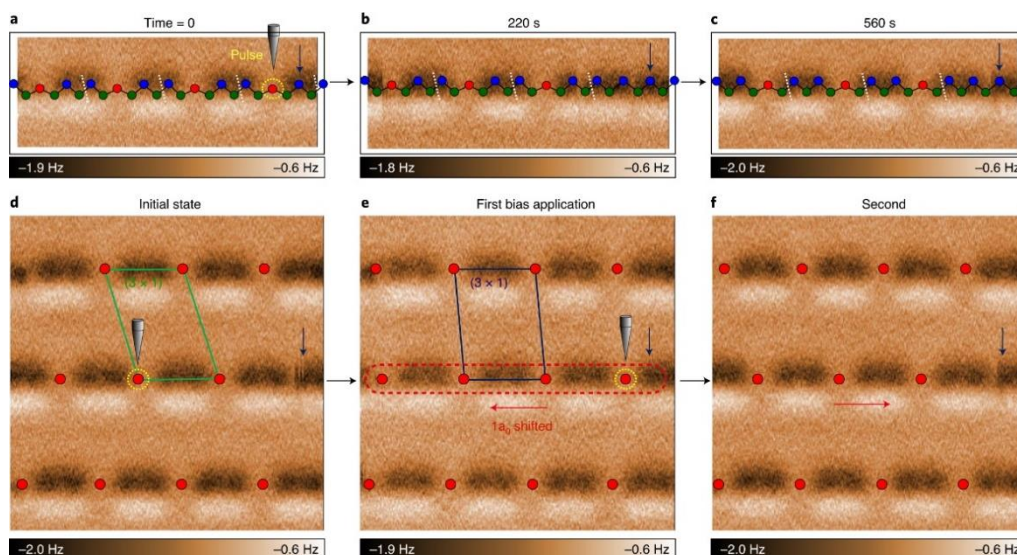 a
Time = 0
Pulse
−1.9 Hz
−0.6 Hz
b
220 s
−1.8 Hz
−0.6 Hz
c
560 s
−2.0 Hz
−0.6 Hz
d
Initial state
(3 × 1)
−2.0 Hz
−0.6 Hz
e
First bias application
(3 × 1)
1a₀ shifted
−1.9 Hz
−0.6 Hz
f
Second
−2.0 Hz
−0.6 Hz